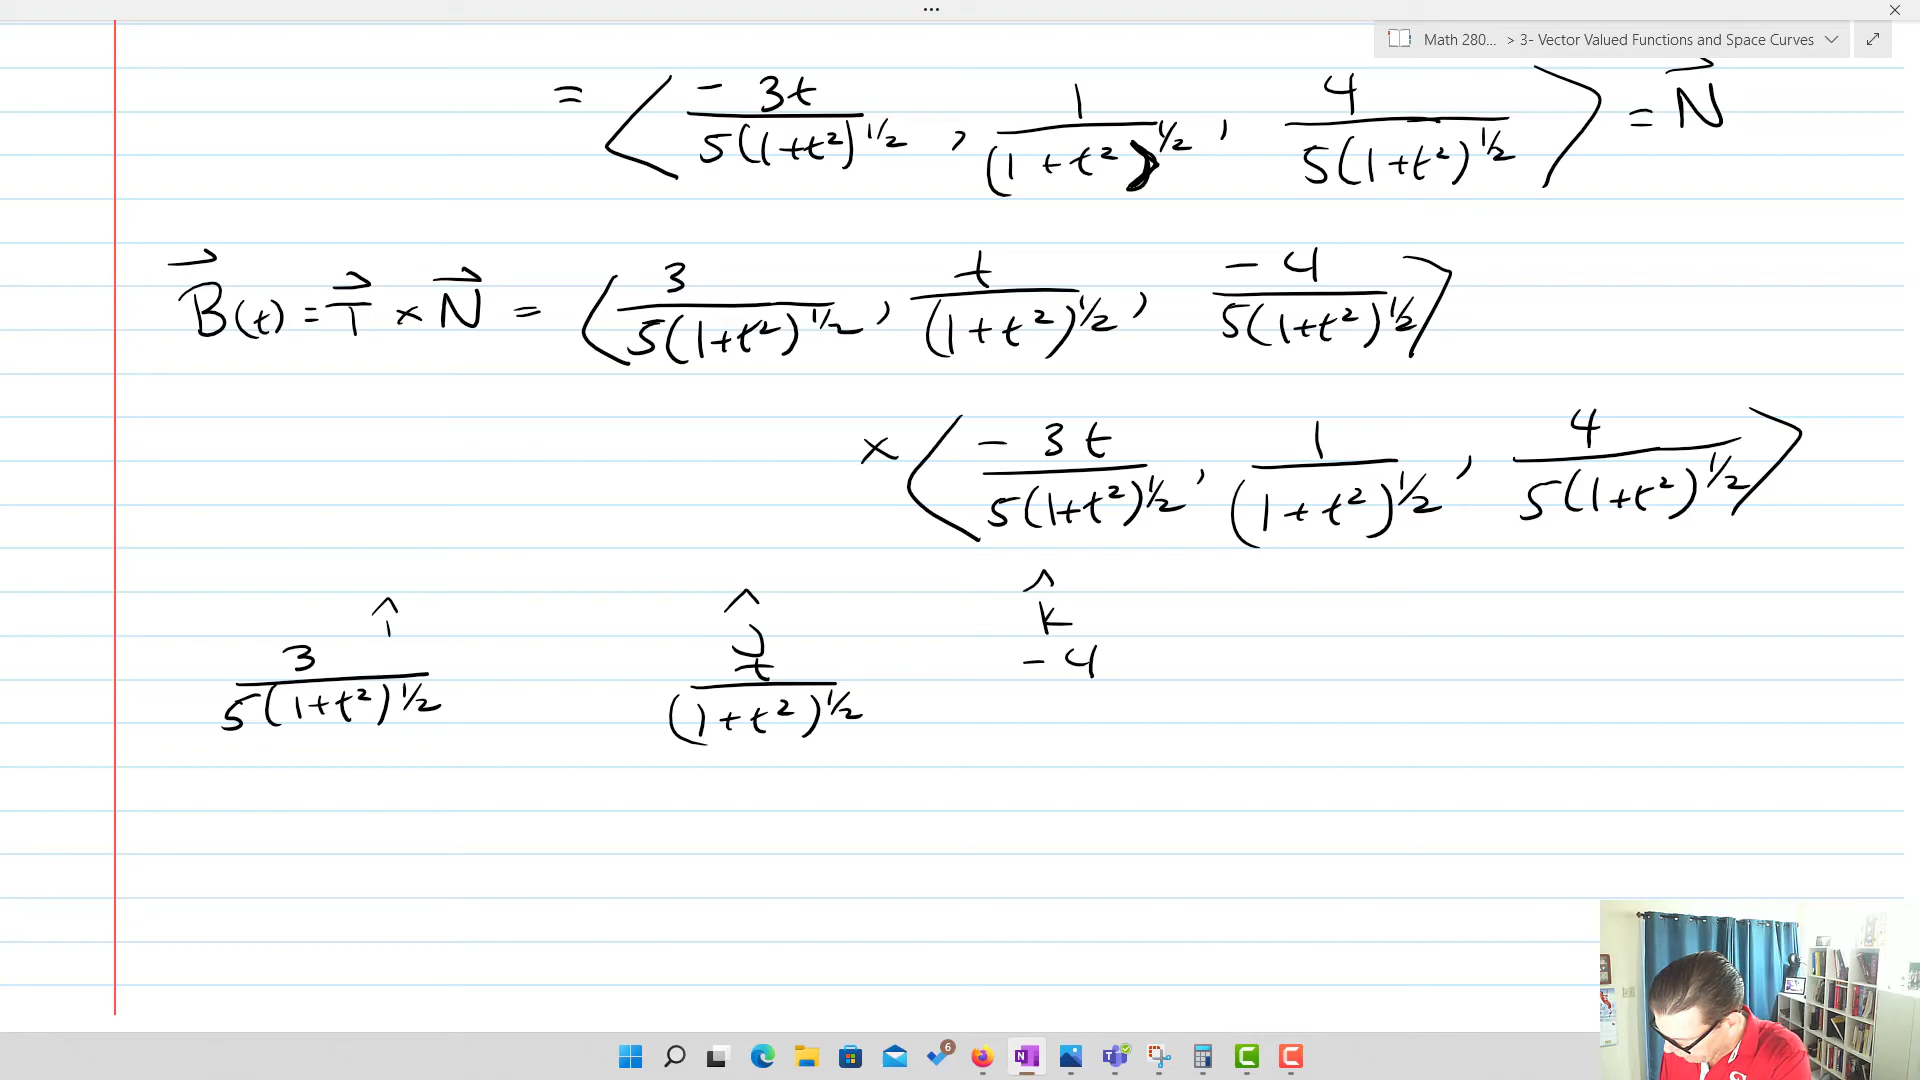 ...
Math 280... > 3- Vector Valued Functions and Space Curves
= ⟨ -3t/5(1+t²)^1/2 , 1/(1+t²)^1/2 , 4/5(1+t²)^1/2 ⟩ = N⃗
B⃗(t) = T⃗ × N⃗ = ⟨ 3/5(1+t²)^1/2 , t/(1+t²)^1/2 , -4/5(1+t²)^1/2 ⟩
× ⟨ -3t/5(1+t²)^1/2 , 1/(1+t²)^1/2 , 4/5(1+t²)^1/2 ⟩
î ĵ k̂
3/5(1+t²)^1/2 t/(1+t²)^1/2 -4
6